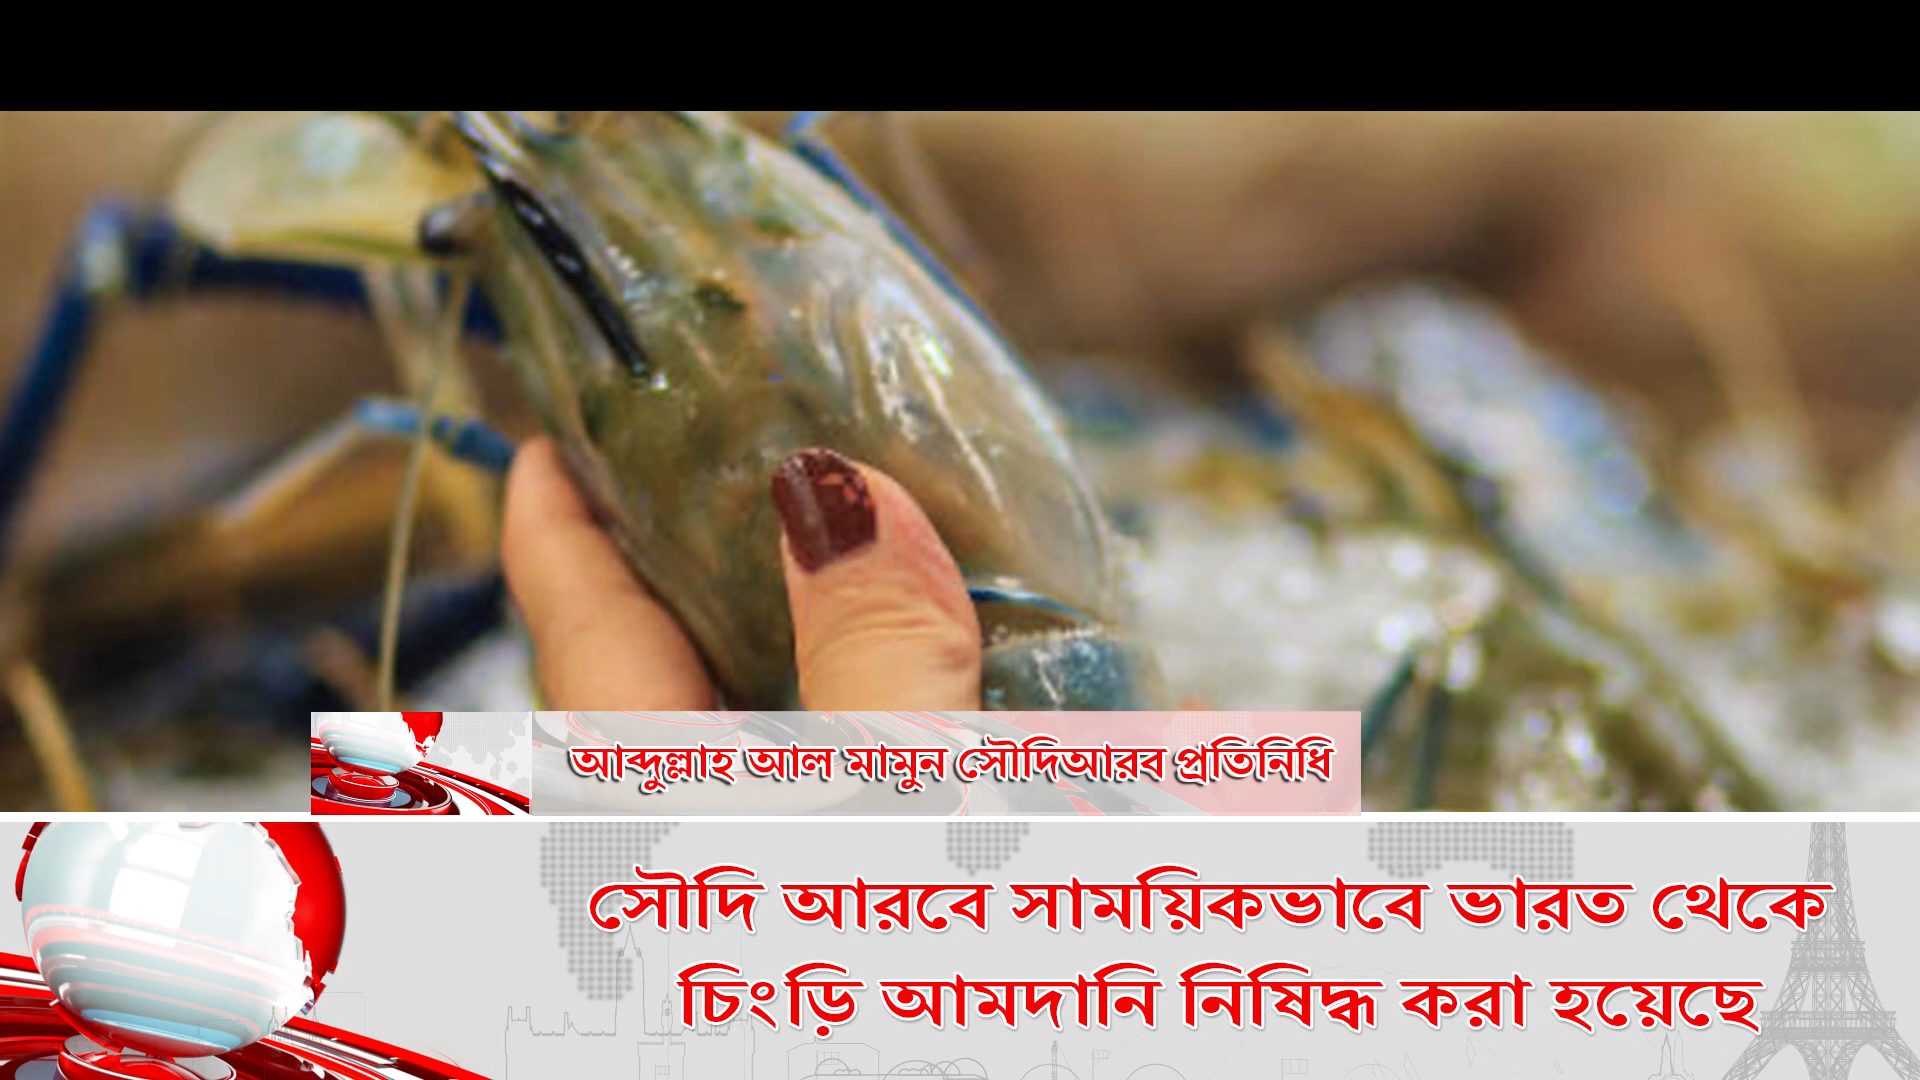 আব্দুল্লাহ আল মামুন সৌদিআরব প্রতিনিধি
সৌদি আরবে সাময়িকভাবে ভারত থেকে
চিংড়ি আমদানি নিষিদ্ধ করা হয়েছে